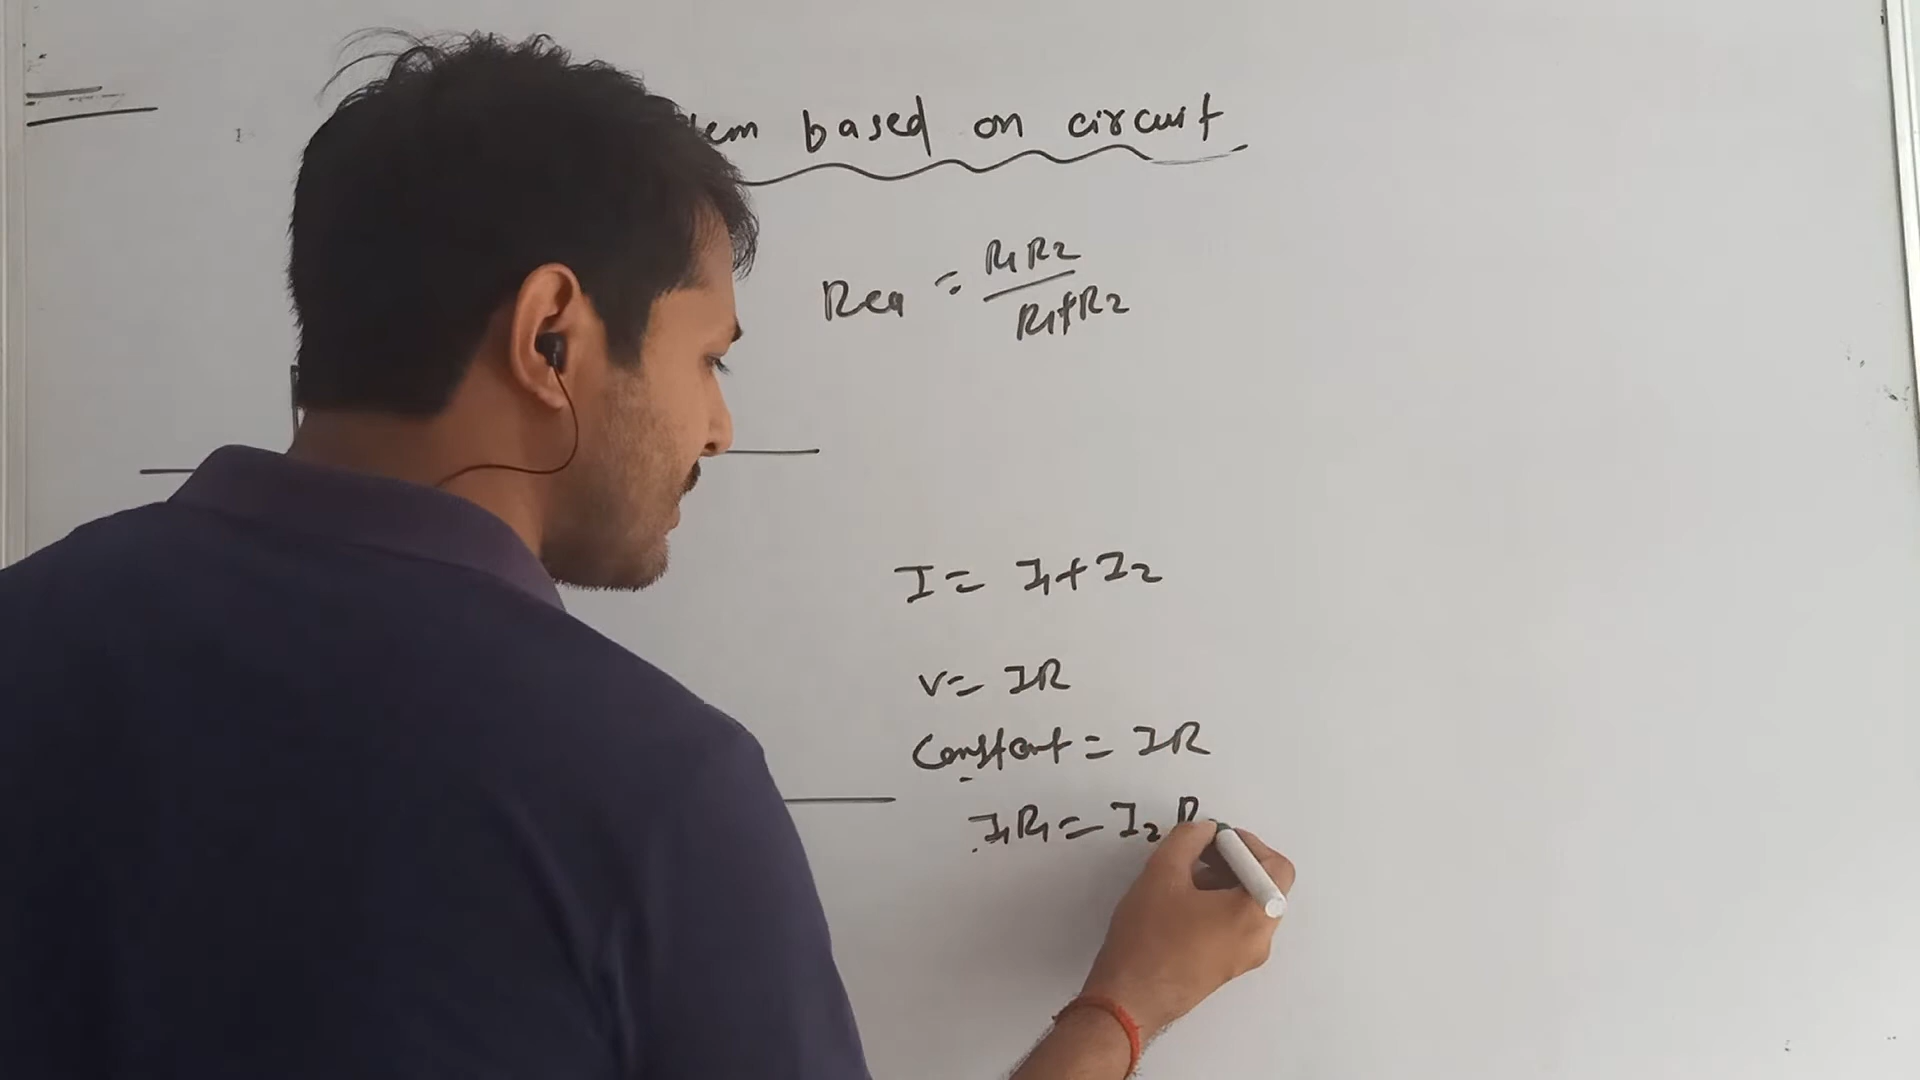 based on circuit
Req = R1R2 / R1+R2
I = I1 + I2
V = IR
Constant = IR
I1R1 = I2R